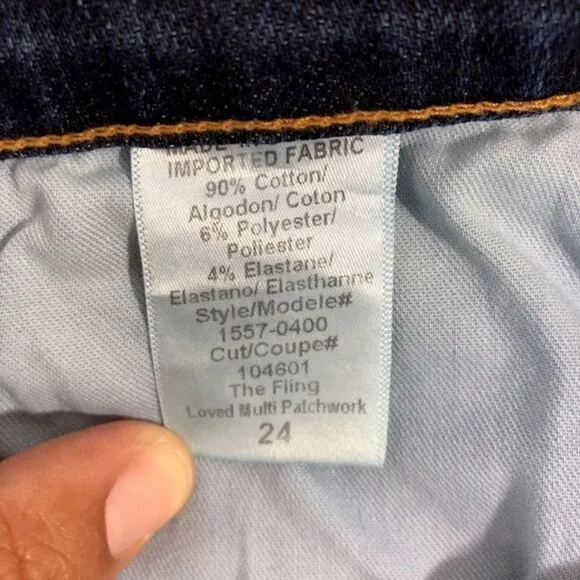 MADE
IMPORTED FABRIC
90% Cotton/
Algodon/ Coton
6% Polyester/
Poliester
4% Elastane/
Elastano/ Elasthanne
Style/Modele#
1557-0400
Cut/Coupe#
104601
The Fling
Loved Multi Patchwork
24